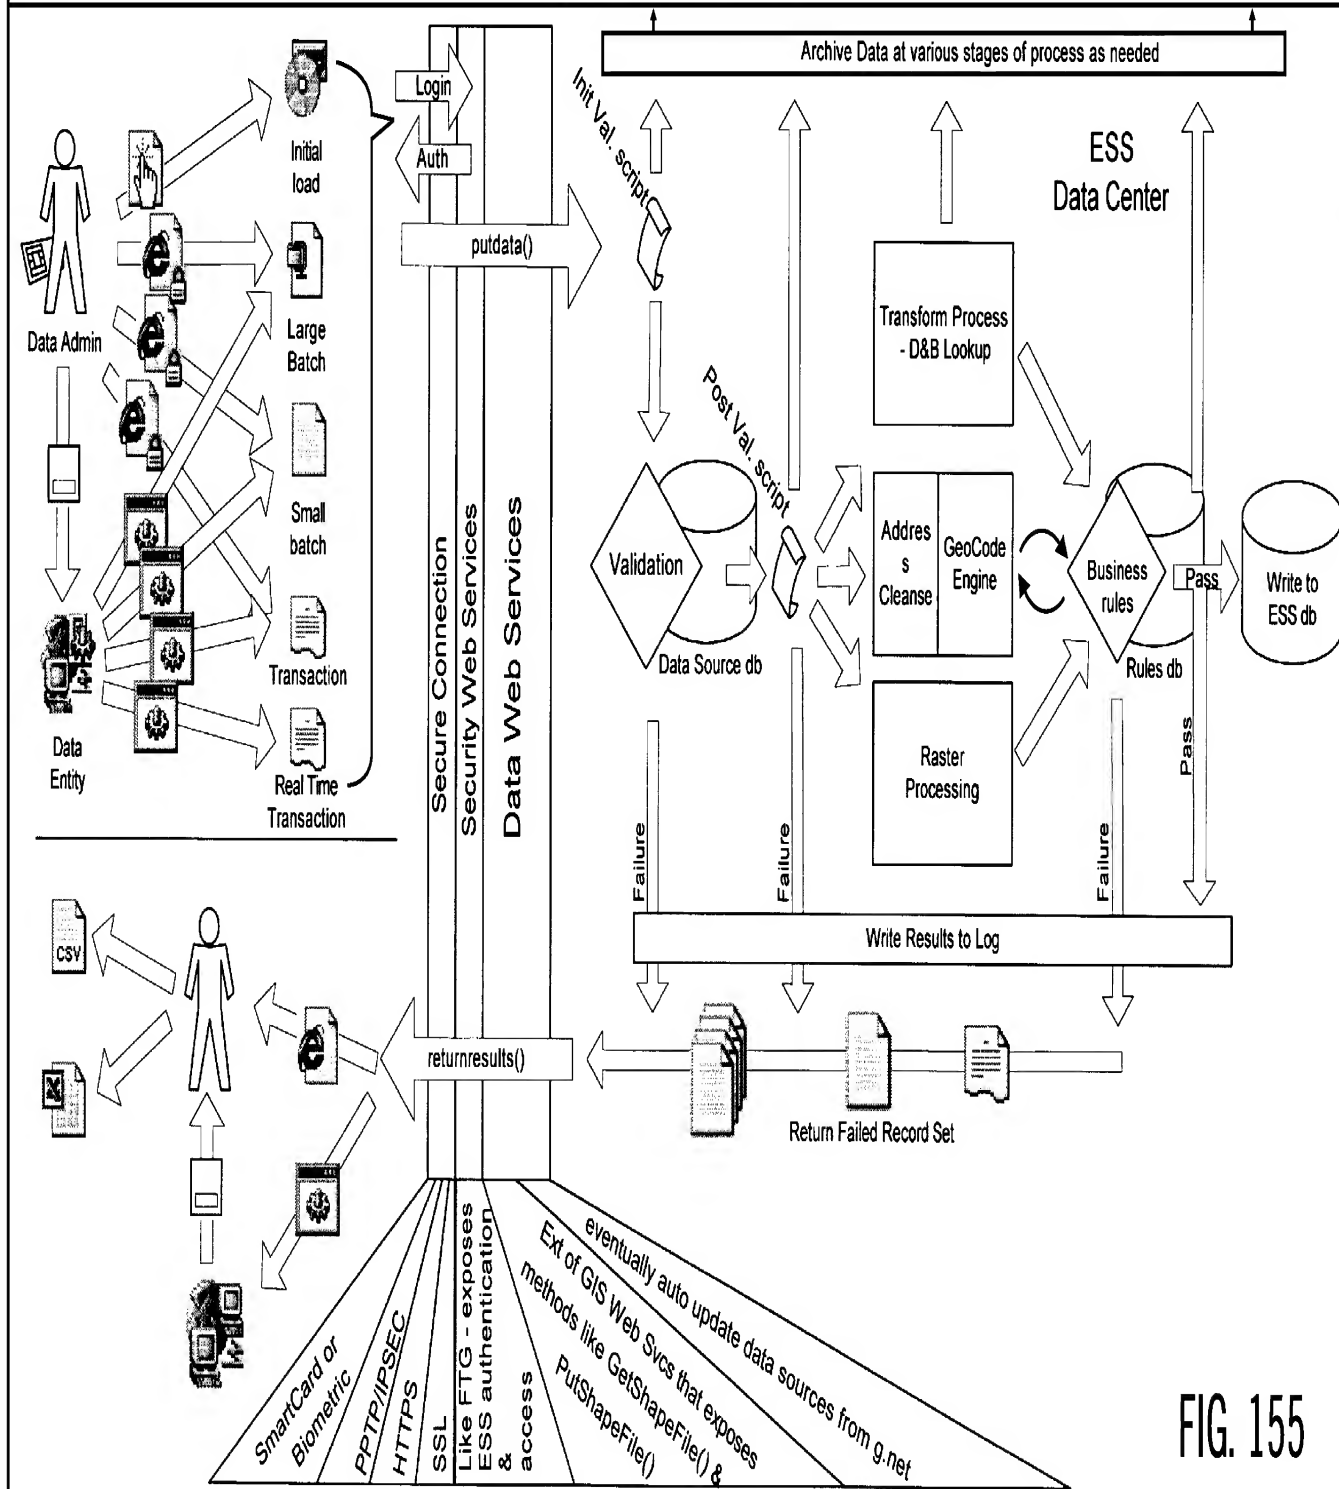 Archive Data at various stages of process as needed
Login
Auth
putdata()
Initial
load
Large
Batch
Small
batch
Transaction
Real Time
Transaction
Data Admin
Data
Entity
Secure Connection
Security Web Services
Data Web Services
Init Val. script
ESS
Data Center
Validation
Data Source db
Post Val. script
Transform Process
- D&B Lookup
Addres
s
Cleanse
GeoCode
Engine
Raster
Processing
Business
rules
Rules db
Pass
Write to
ESS db
Pass
Failure
Failure
Failure
Write Results to Log
CSV
returnresults()
Return Failed Record Set
SmartCard or
Biometric
PPTP/IPSEC
HTTPS
SSL
Like FTG - exposes
ESS authentication
&
access
Ext of GIS Web Svcs that exposes
methods like GetShapeFile() &
PutShapeFile()
eventually auto update data sources from g.net
FIG. 155